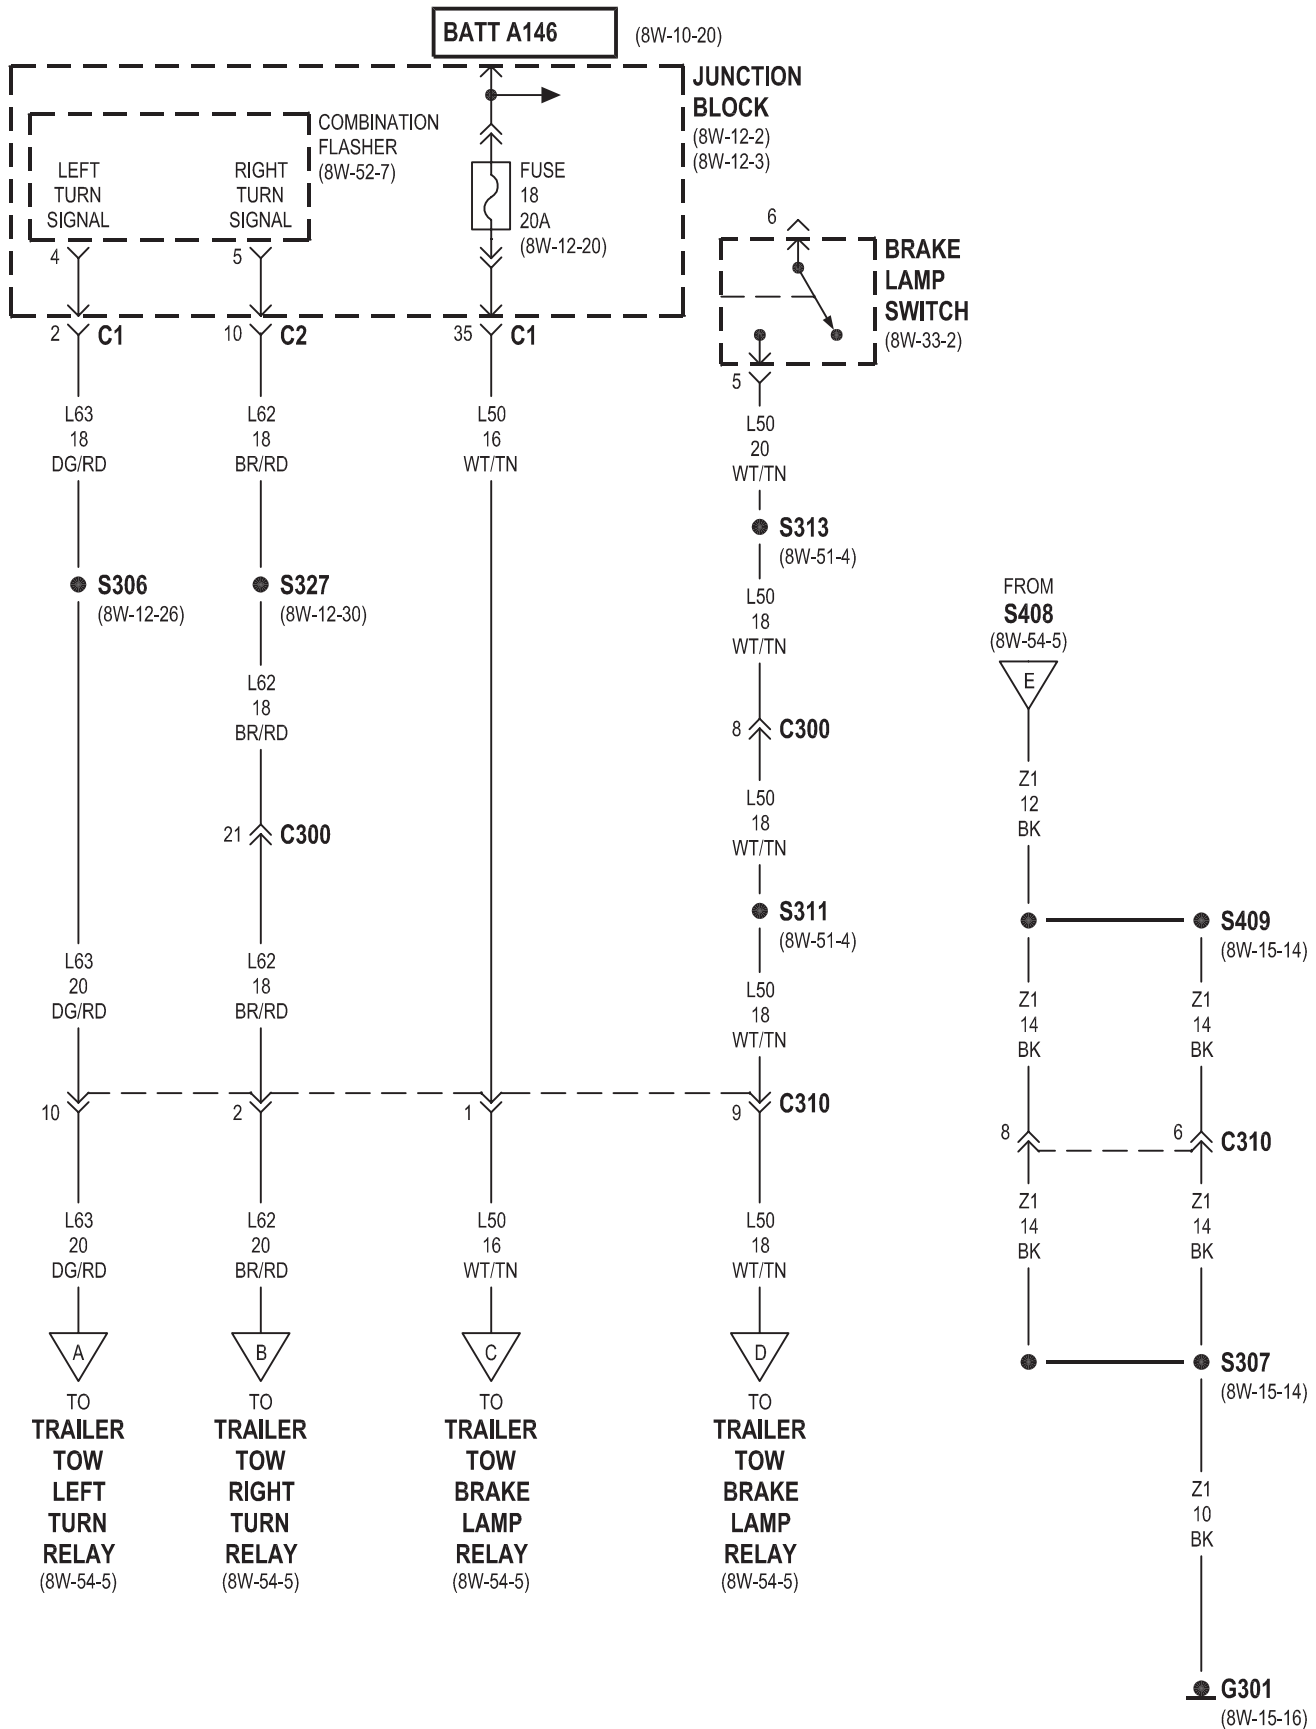 BATT A146
(8W-10-20)
JUNCTION
BLOCK
(8W-12-2)
(8W-12-3)
COMBINATION
FLASHER
(8W-52-7)
LEFT
TURN
SIGNAL
RIGHT
TURN
SIGNAL
FUSE
18
20A
(8W-12-20)
4
5
2
C1
10
C2
35
C1
6
BRAKE
LAMP
SWITCH
(8W-33-2)
5
L63
18
DG/RD
L62
18
BR/RD
L50
16
WT/TN
L50
20
WT/TN
S313
(8W-51-4)
S306
(8W-12-26)
S327
(8W-12-30)
L50
18
WT/TN
FROM
S408
(8W-54-5)
E
L62
18
BR/RD
8
C300
21
C300
L50
18
WT/TN
Z1
12
BK
S311
(8W-51-4)
S409
(8W-15-14)
L63
20
DG/RD
L62
18
BR/RD
L50
18
WT/TN
Z1
14
BK
Z1
14
BK
10
2
1
9
C310
8
6
C310
L63
20
DG/RD
L62
20
BR/RD
L50
16
WT/TN
L50
18
WT/TN
Z1
14
BK
Z1
14
BK
A
B
C
D
S307
(8W-15-14)
TO
TRAILER
TOW
LEFT
TURN
RELAY
(8W-54-5)
TO
TRAILER
TOW
RIGHT
TURN
RELAY
(8W-54-5)
TO
TRAILER
TOW
BRAKE
LAMP
RELAY
(8W-54-5)
TO
TRAILER
TOW
BRAKE
LAMP
RELAY
(8W-54-5)
Z1
10
BK
G301
(8W-15-16)